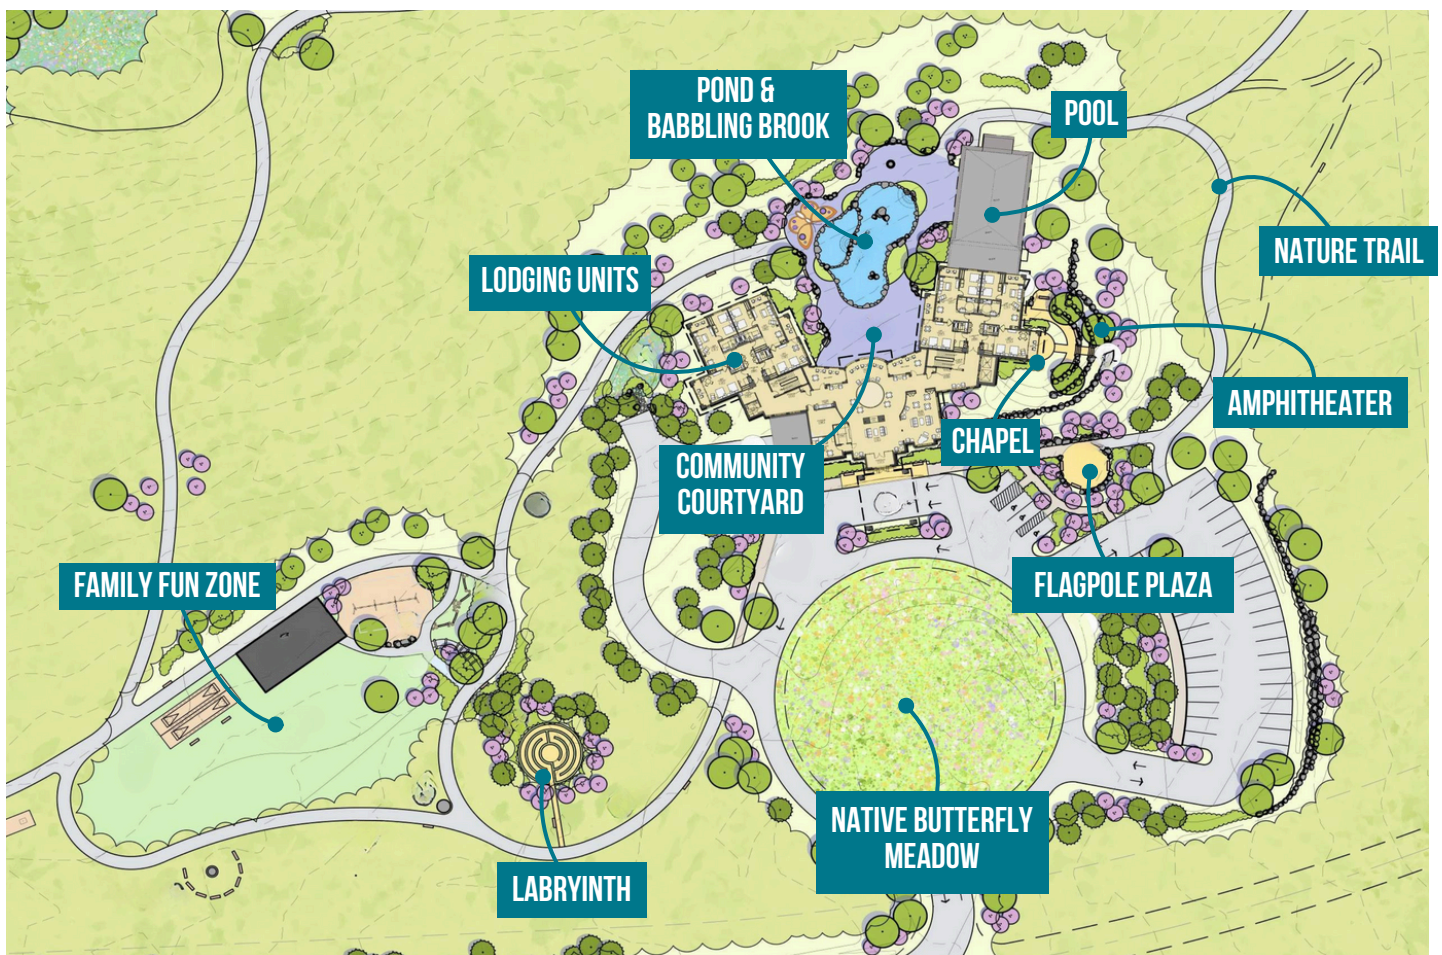 POND &
BABBLING BROOK
POOL
NATURE TRAIL
LODGING UNITS
AMPHITHEATER
CHAPEL
COMMUNITY
COURTYARD
FAMILY FUN ZONE
FLAGPOLE PLAZA
NATIVE BUTTERFLY
MEADOW
LABRYINTH